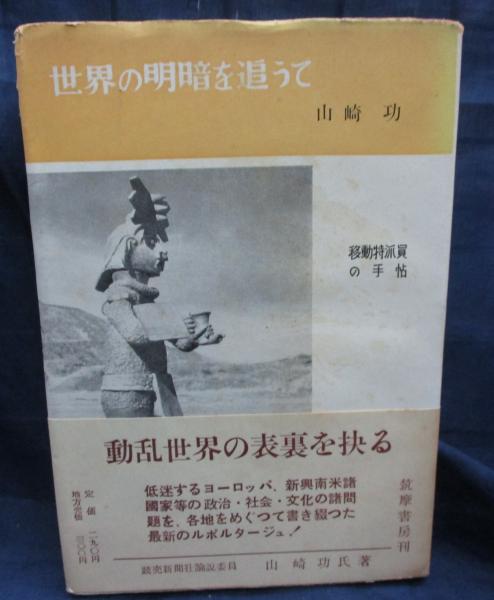 世界の明暗を追うて
山崎 功
移動特派員
の手帖
動乱世界の表裏を抉る
低迷するヨーロッパ、新興南米諸
國家等の政治・社会・文化の諸問
題を、各地をめぐつて書き綴つた
最新のルポルタージュ!
読売新聞社論説委員 山崎功氏著
筑摩書房刊
定価 二九〇円
地方売価 三〇〇円